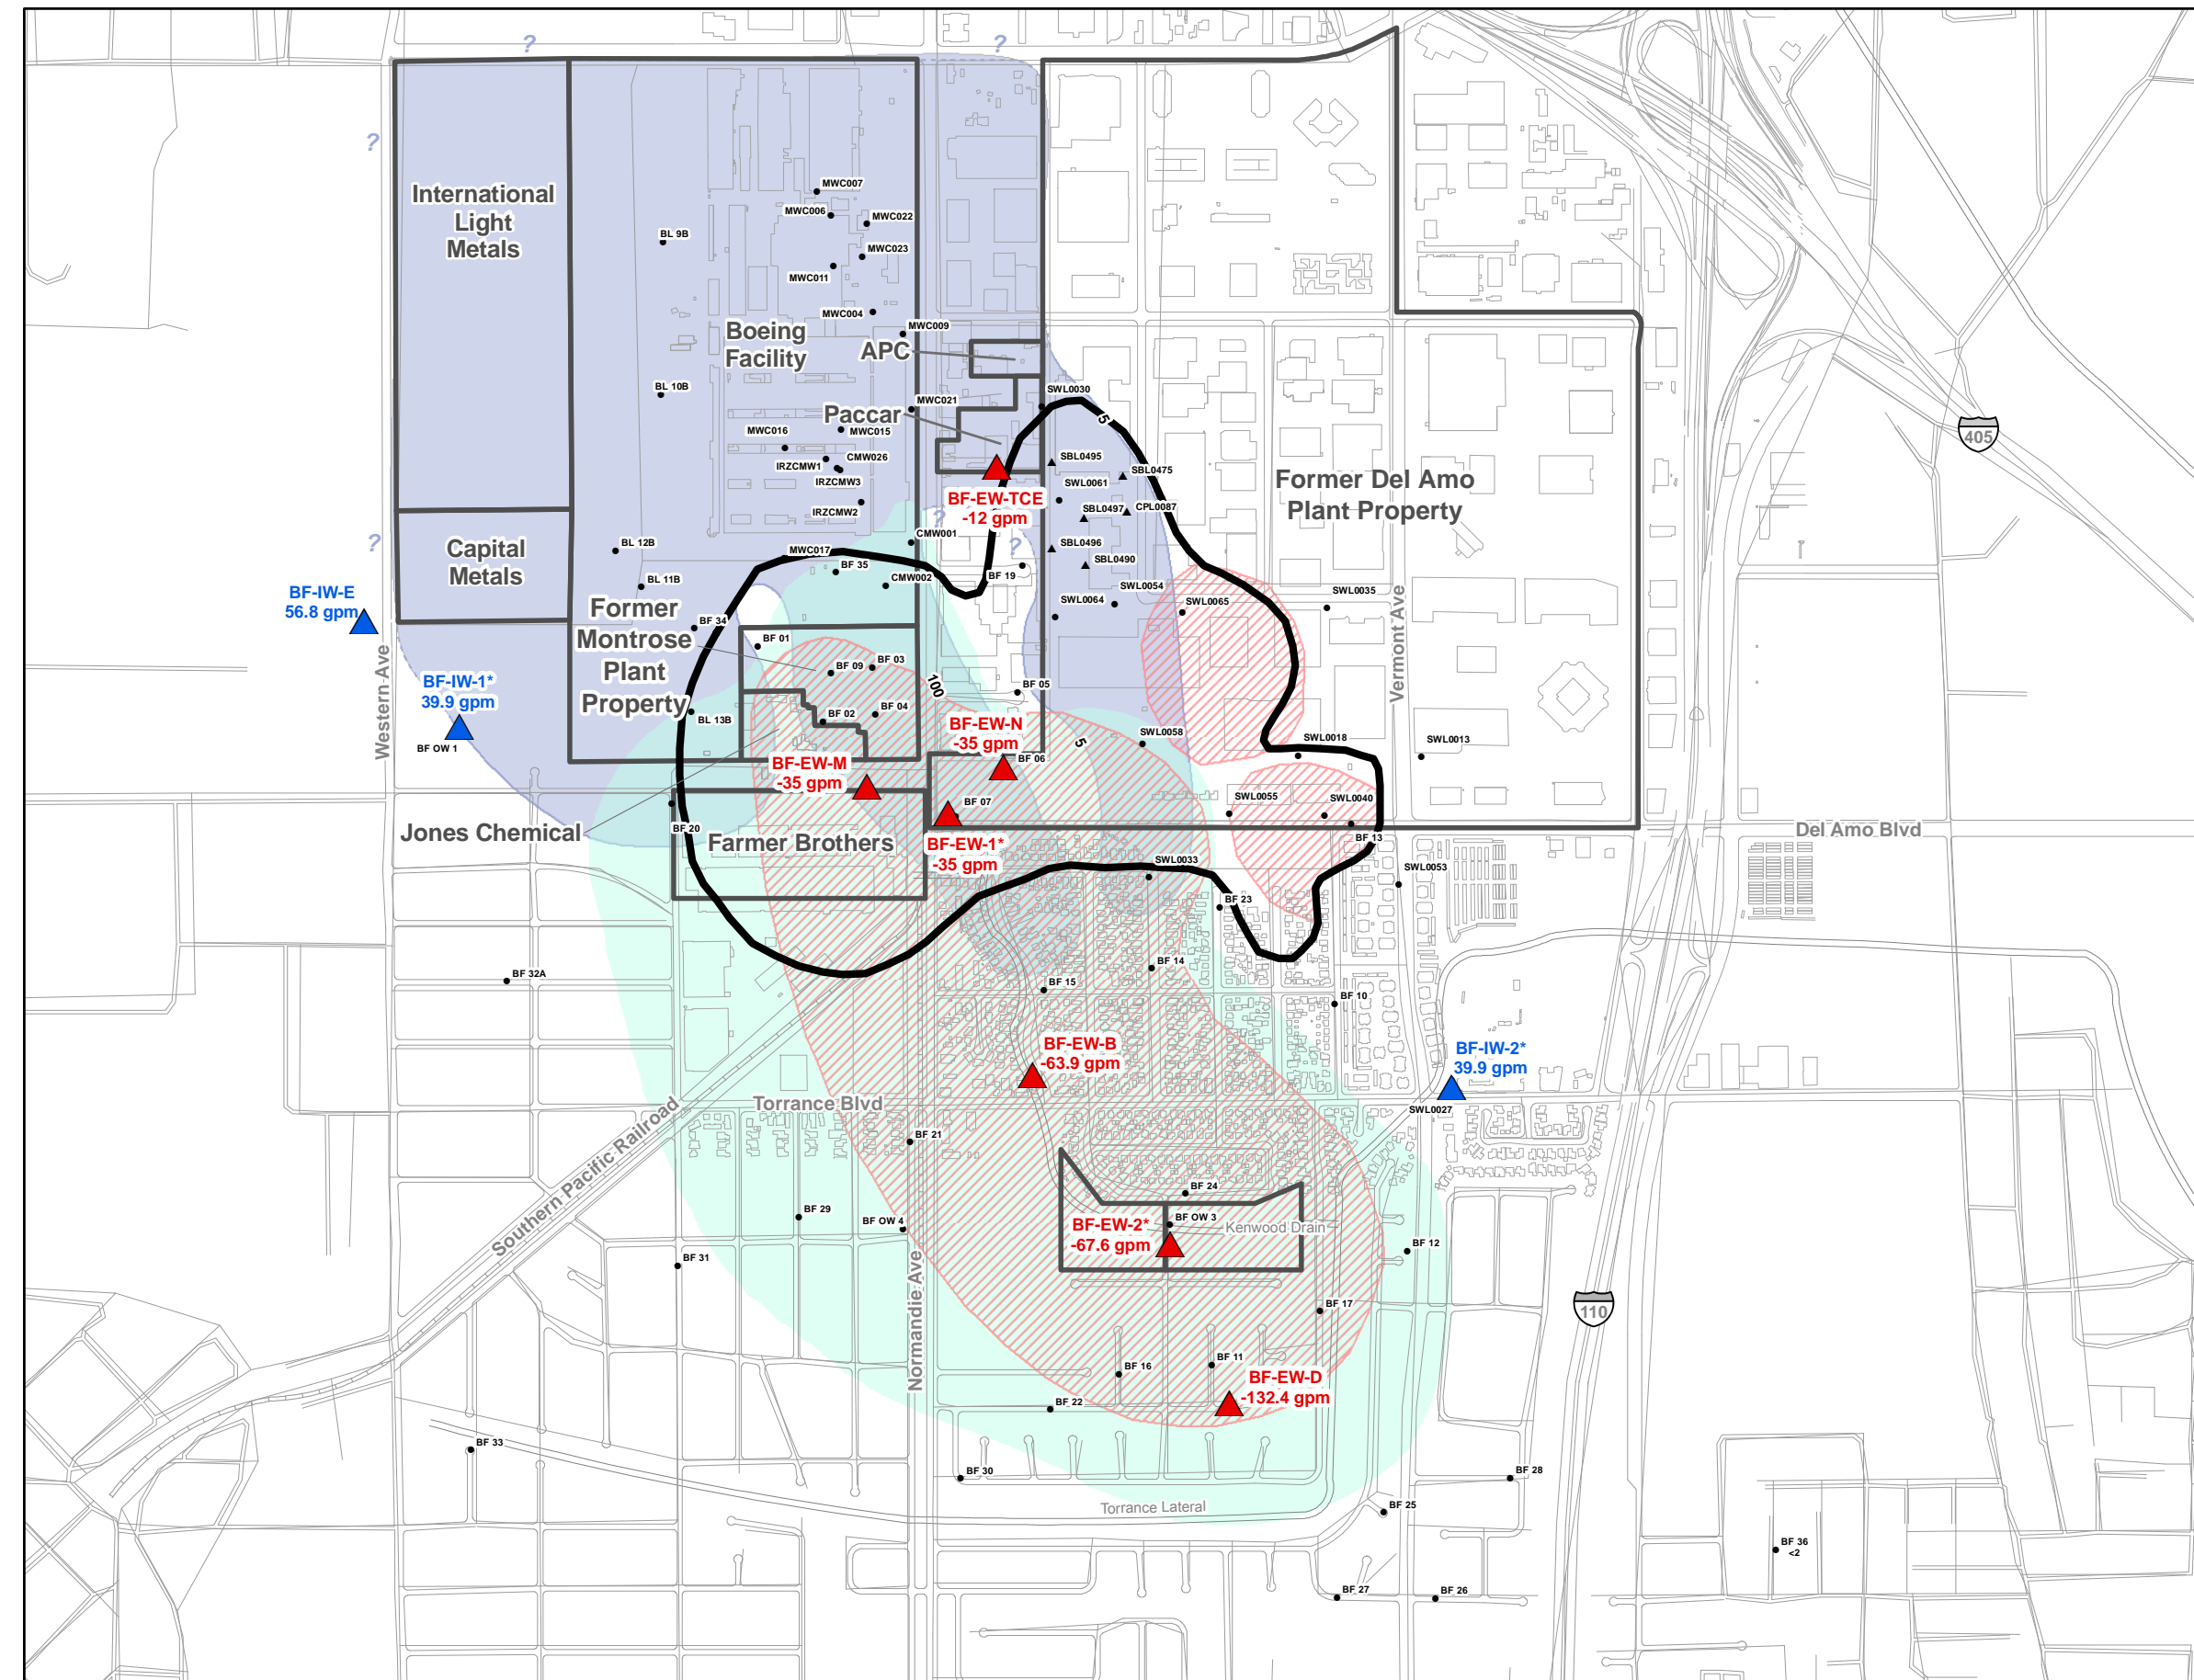 ?
?
?
International
Light
Metals
MWC007
MWC006
MWC022
BL 9B
MWC023
MWC011
MWC004
MWC009
Boeing
Facility
APC
BL 10B
MWC021
SWL0030
5
405
Paccar
MWC016
MWC015
CMW026
IRZCMW1
IRZCMW3
IRZCMW2
SBL0495
SBL0475
SWL0061
SBL0497
CPL0087
Former Del Amo
Plant Property
BF-EW-TCE
-12 gpm
?
?
?
Capital
Metals
BL 12B
MWC017
CMW001
SBL0496
SBL0490
BF 35
BF 19
CMW002
BL 11B
SWL0054
SWL0064
SWL0065
SWL0035
BF-IW-E
56.8 gpm
Former
Montrose
Plant
Property
BF 34
BF 01
BF 03
BF 09
BF 05
100
Vermont Ave
Western Ave
BF-IW-1*
39.9 gpm
BF OW 1
BL 13B
BF 02
BF 04
BF-EW-N
-35 gpm
5
SWL0058
SWL0018
SWL0013
BF 06
BF-EW-M
-35 gpm
BF 07
SWL0055
SWL0040
BF 20
Jones Chemical
Farmer Brothers
BF-EW-1*
-35 gpm
BF 13
Del Amo Blvd
SWL0033
SWL0053
BF 23
BF 32A
BF 14
BF 15
BF 10
BF-EW-B
-63.9 gpm
BF-IW-2*
39.9 gpm
SWL0027
Torrance Blvd
BF 21
Southern Pacific Railroad
BF 24
BF 29
BF OW 4
BF OW 3
Kenwood Drain
BF-EW-2*
-67.6 gpm
BF 12
BF 31
Normandie Ave
BF 17
110
BF 16
BF 11
BF-EW-D
-132.4 gpm
BF 22
BF 33
BF 30
BF 28
Torrance Lateral
BF 25
BF 36
<2
BF 27
BF 26